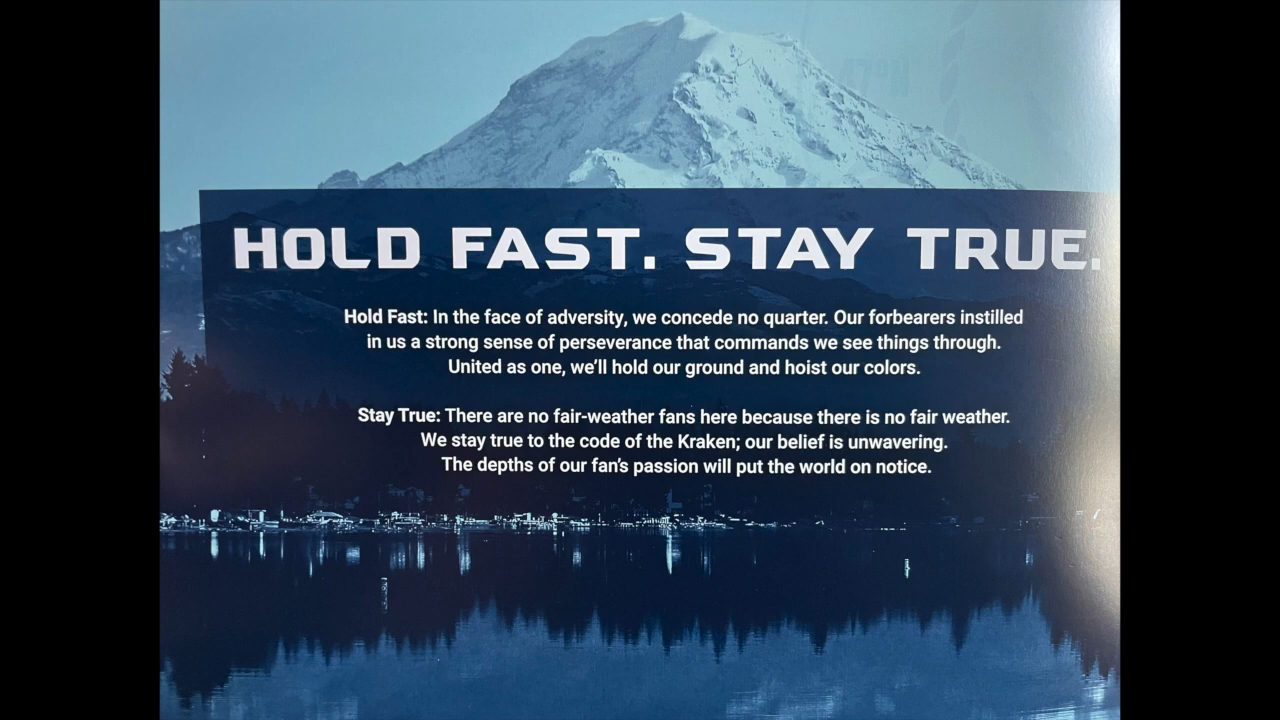 HOLD FAST. STAY TRUE.
Hold Fast: In the face of adversity, we concede no quarter. Our forbearers instilled
in us a strong sense of perseverance that commands we see things through.
United as one, we'll hold our ground and hoist our colors.
Stay True: There are no fair-weather fans here because there is no fair weather.
We stay true to the code of the Kraken; our belief is unwavering.
The depths of our fan's passion will put the world on notice.